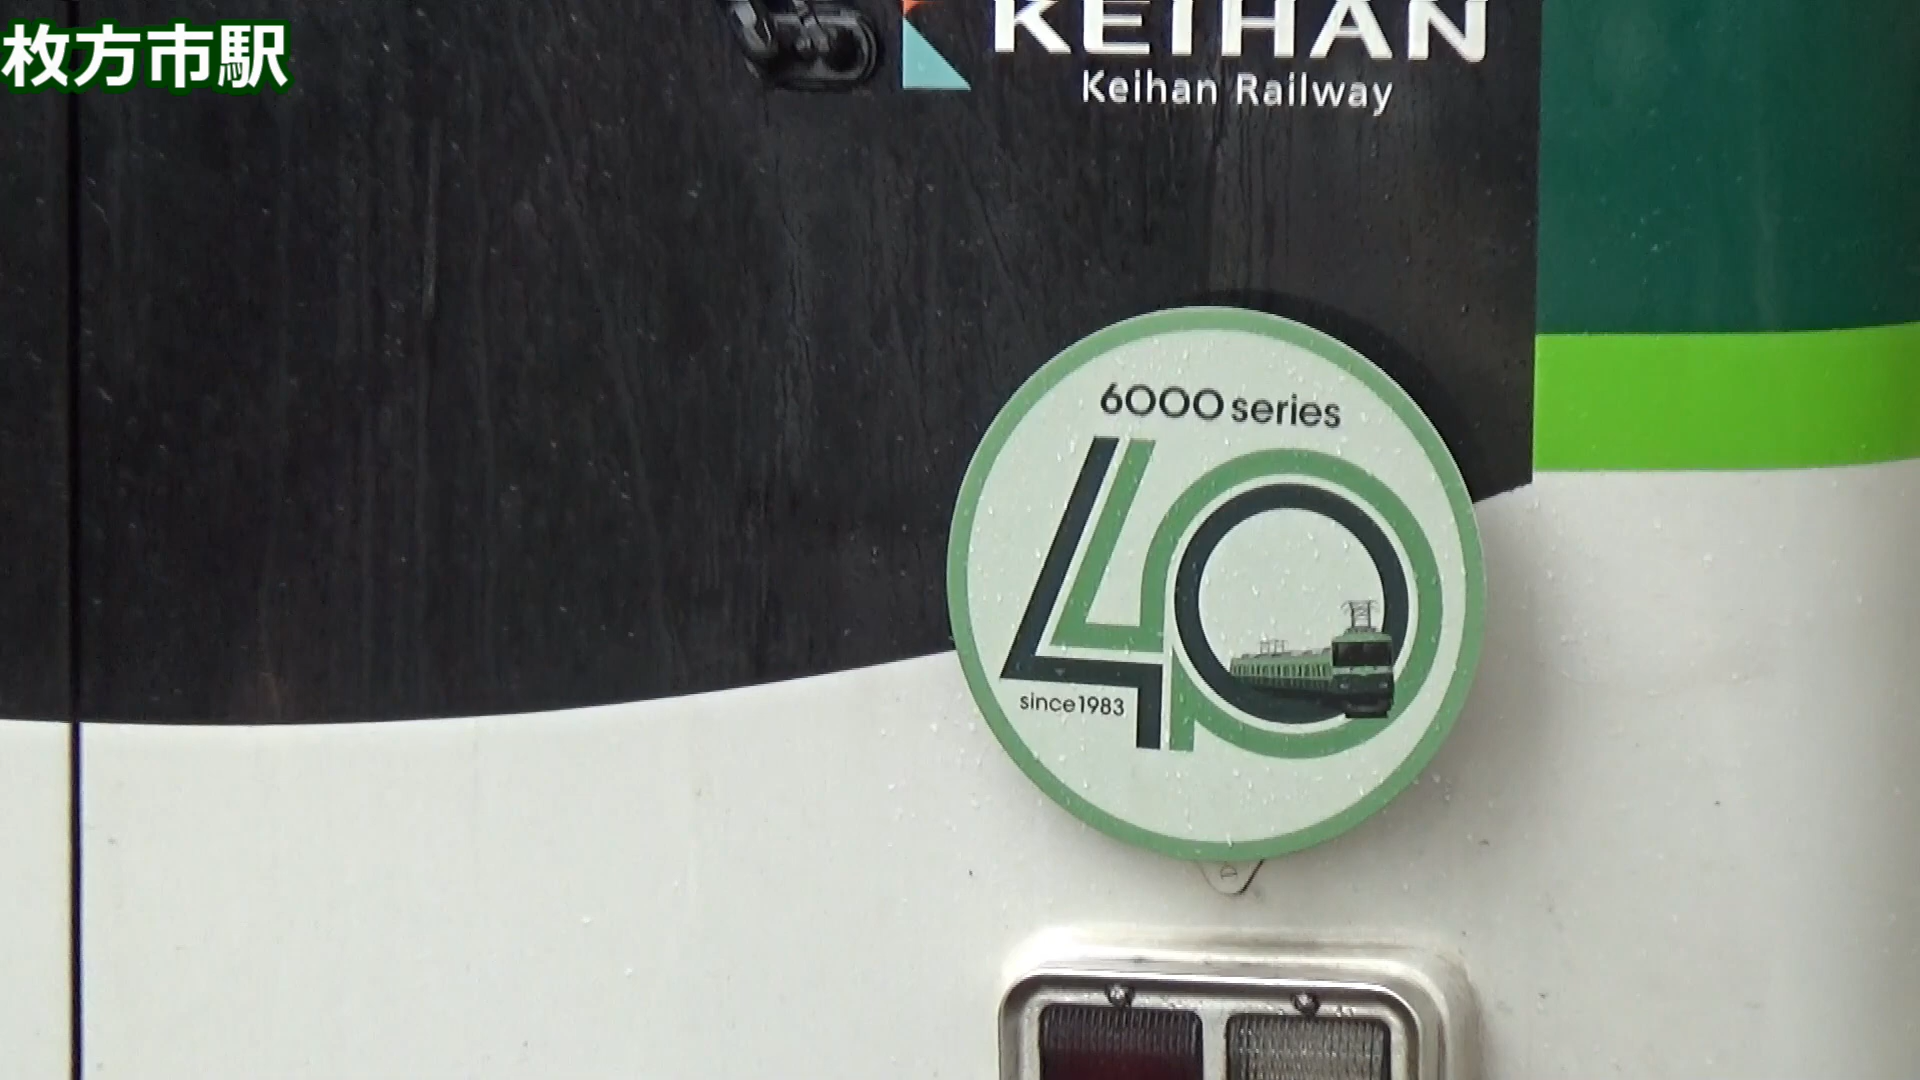 枚方市駅
KEIHAN
Keihan Railway
6000 series
40
since1983